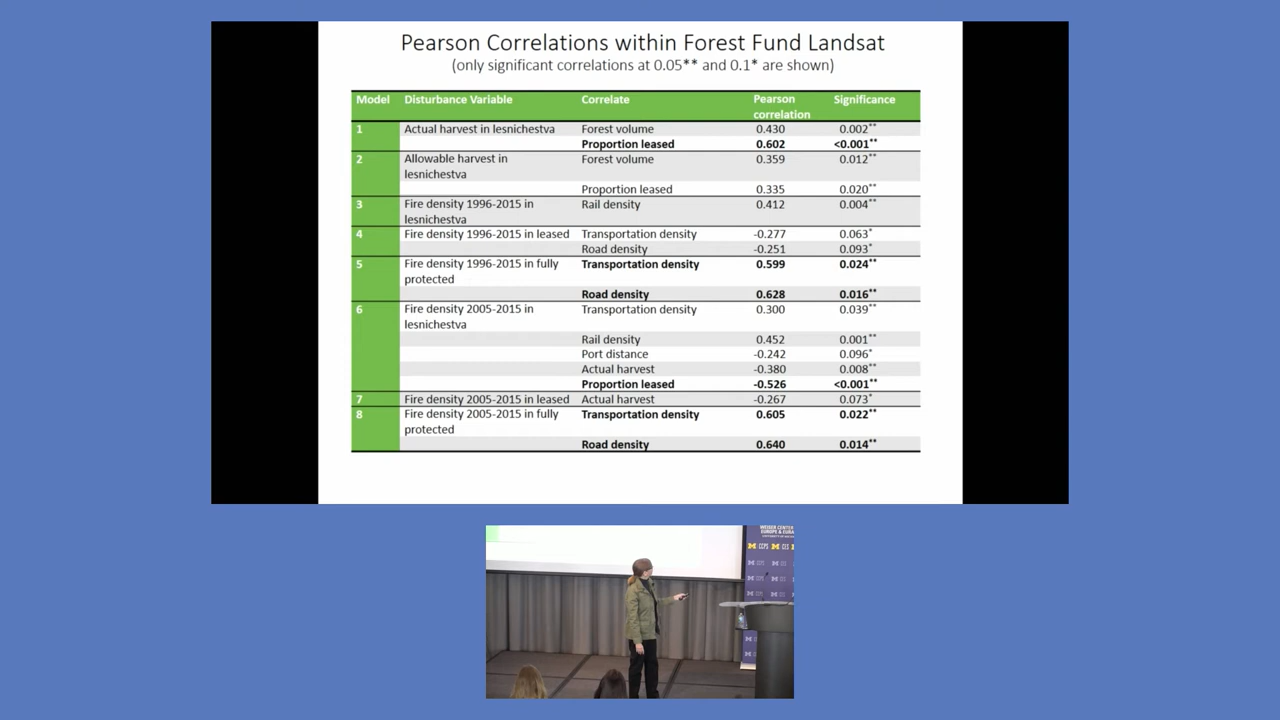 Pearson Correlations within Forest Fund Landsat
(only significant correlations at 0.05** and 0.1* are shown)
Model Disturbance Variable Correlate Pearson correlation Significance
1 Actual harvest in lesnichestva Forest volume 0.430 0.002**
Proportion leased 0.602 <0.001**
2 Allowable harvest in lesnichestva Forest volume 0.359 0.012**
Proportion leased 0.335 0.020**
3 Fire density 1996-2015 in lesnichestva Rail density 0.412 0.004**
4 Fire density 1996-2015 in leased Transportation density -0.277 0.063*
Road density -0.251 0.093*
5 Fire density 1996-2015 in fully protected Transportation density 0.599 0.024**
Road density 0.628 0.016**
6 Fire density 2005-2015 in lesnichestva Transportation density 0.300 0.039**
Rail density 0.452 0.001**
Port distance -0.242 0.096*
Actual harvest -0.380 0.008**
Proportion leased -0.526 <0.001**
7 Fire density 2005-2015 in leased Actual harvest -0.267 0.073*
8 Fire density 2005-2015 in fully protected Transportation density 0.605 0.022**
Road density 0.640 0.014**
WEISER CENTER
EUROPE & EURA